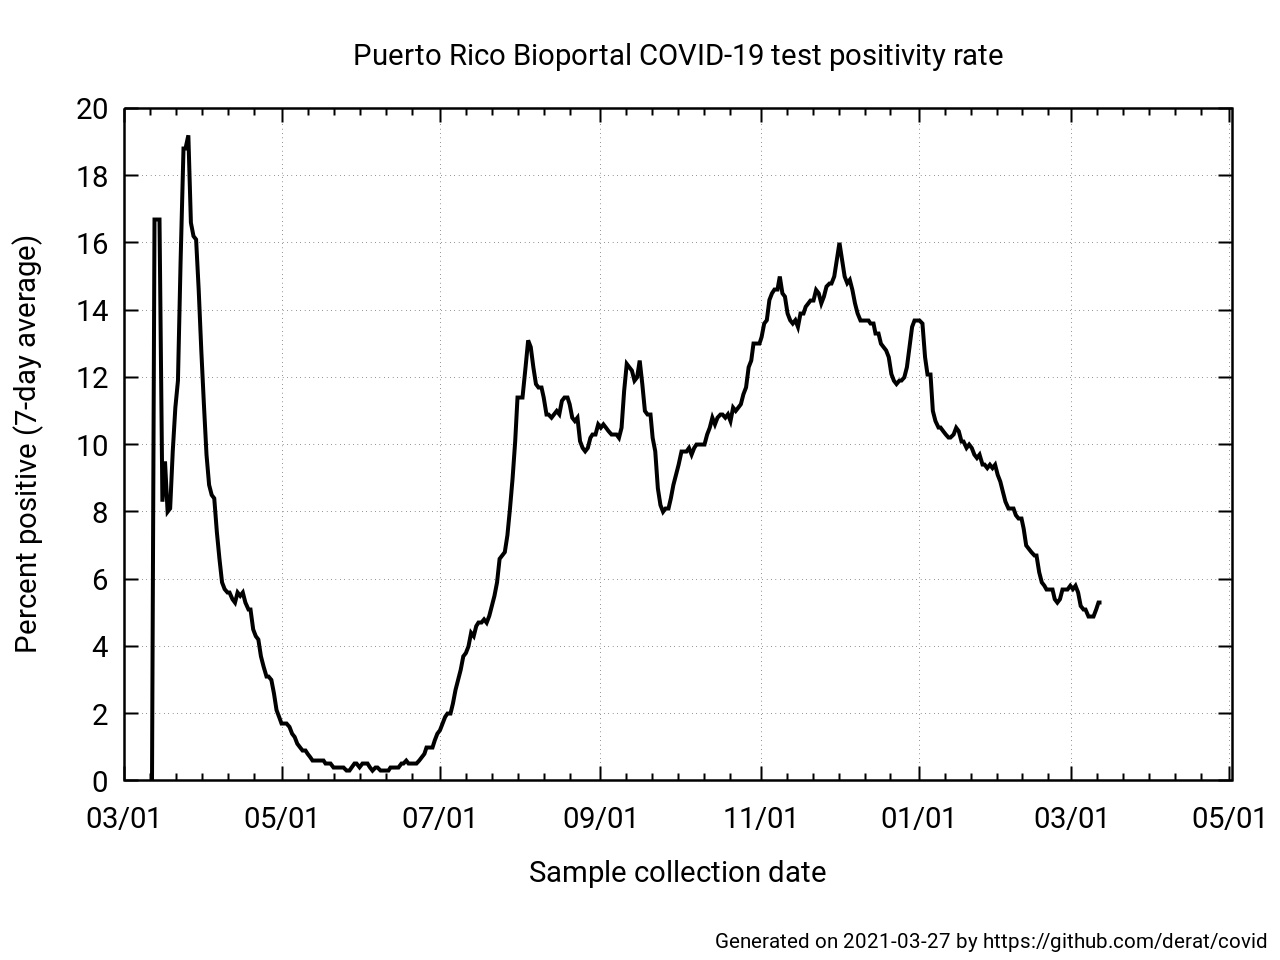 Puerto Rico Bioportal COVID-19 test positivity rate
Percent positive (7-day average)
20
18
16
14
12
10
8
6
4
2
0
03/01 05/01 07/01 09/01 11/01 01/01 03/01 05/01
Sample collection date
Generated on 2021-03-27 by https://github.com/derat/covid